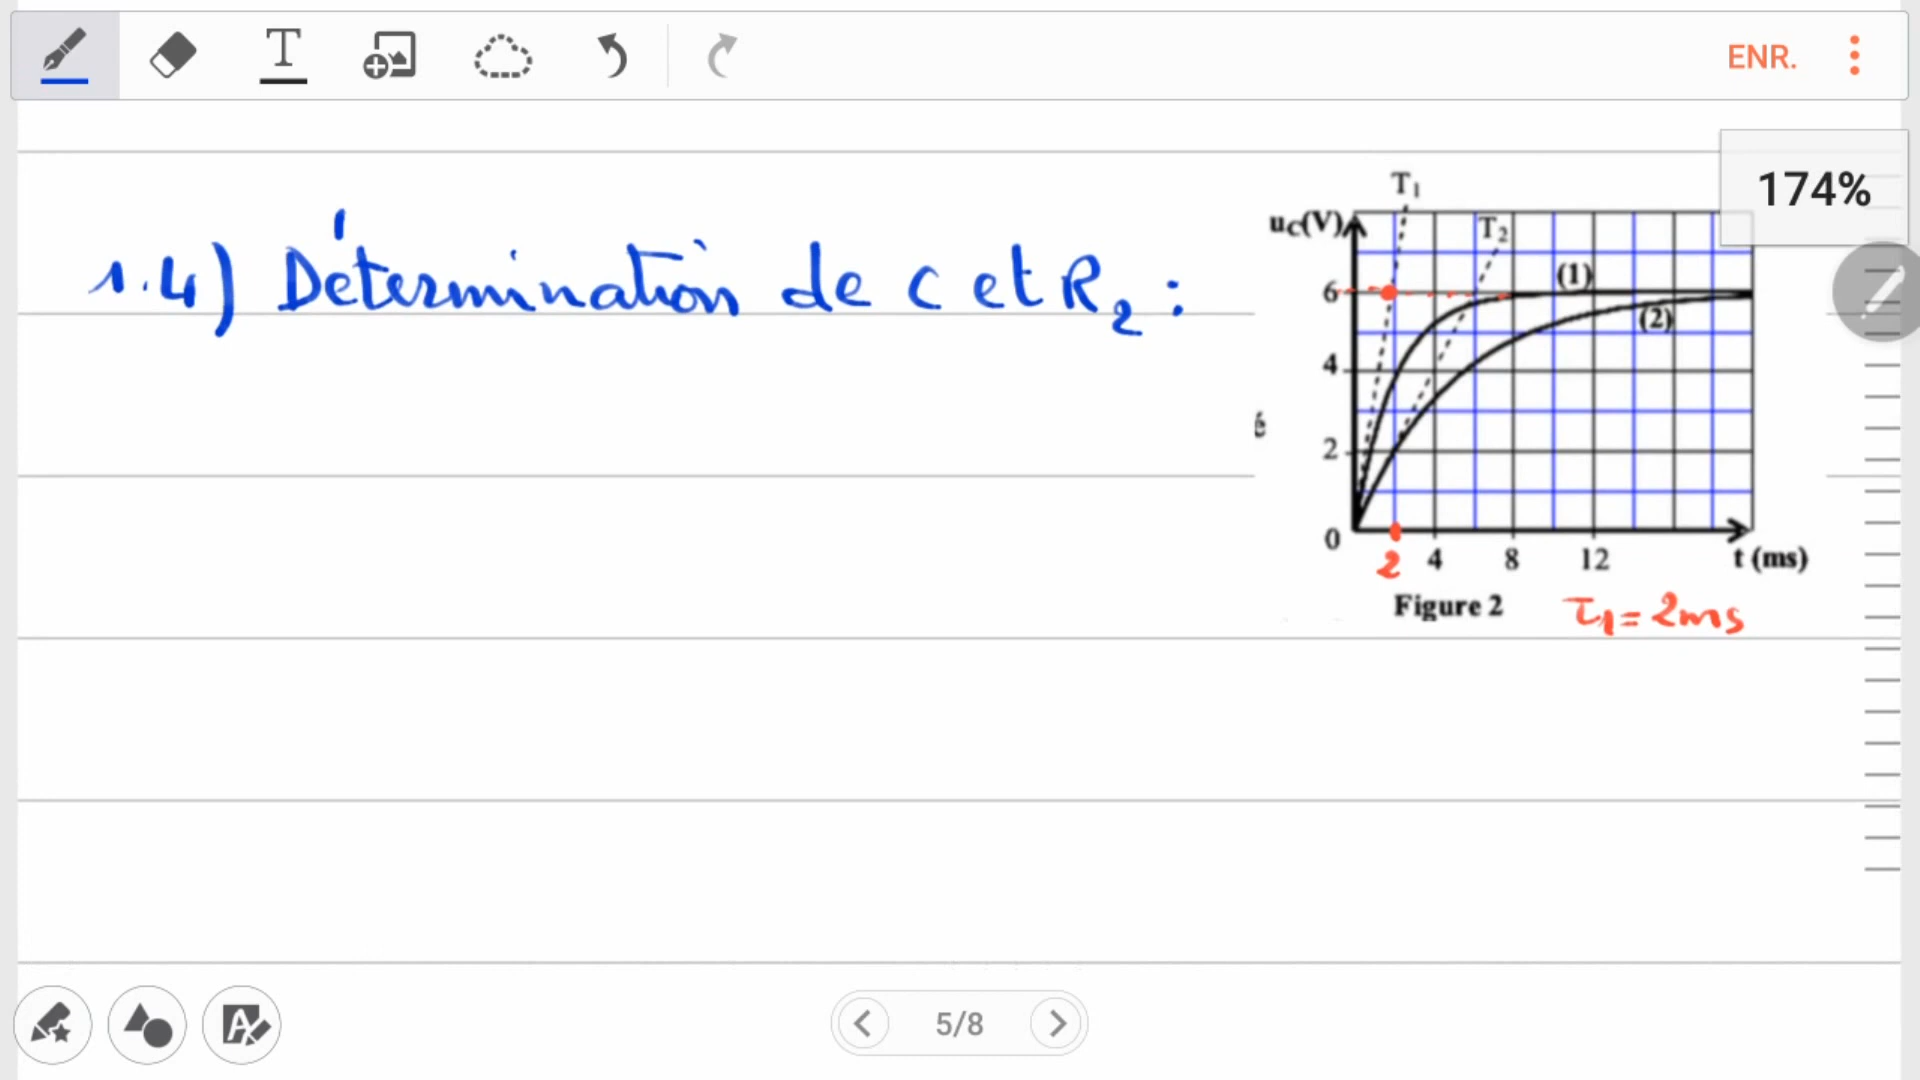 T
ENR.
174%
1.4) Détermination de C et R2 :
T1
uC(V)
T2
6
(1)
(2)
4
é
2
0
2
4
8
12
t (ms)
Figure 2
τ1 = 2ms
A
5/8